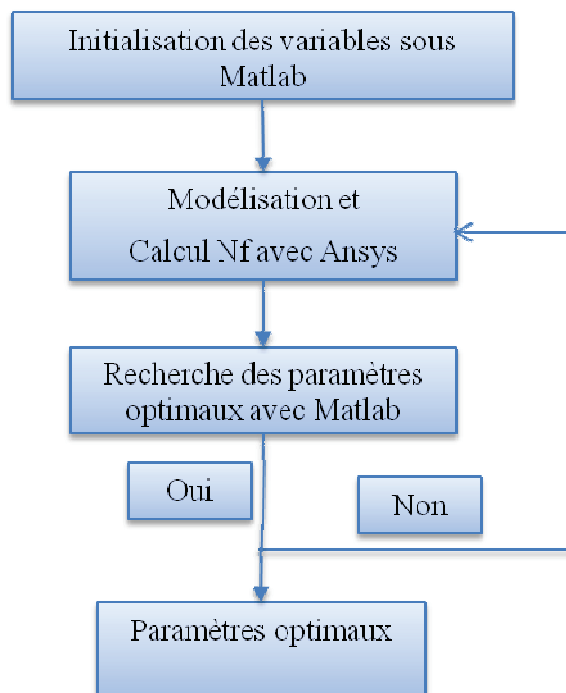 Initialisation des variables sous
Matlab
Modélisation et
Calcul Nf avec Ansys
Recherche des paramètres
optimaux avec Matlab
Oui
Non
Paramètres optimaux